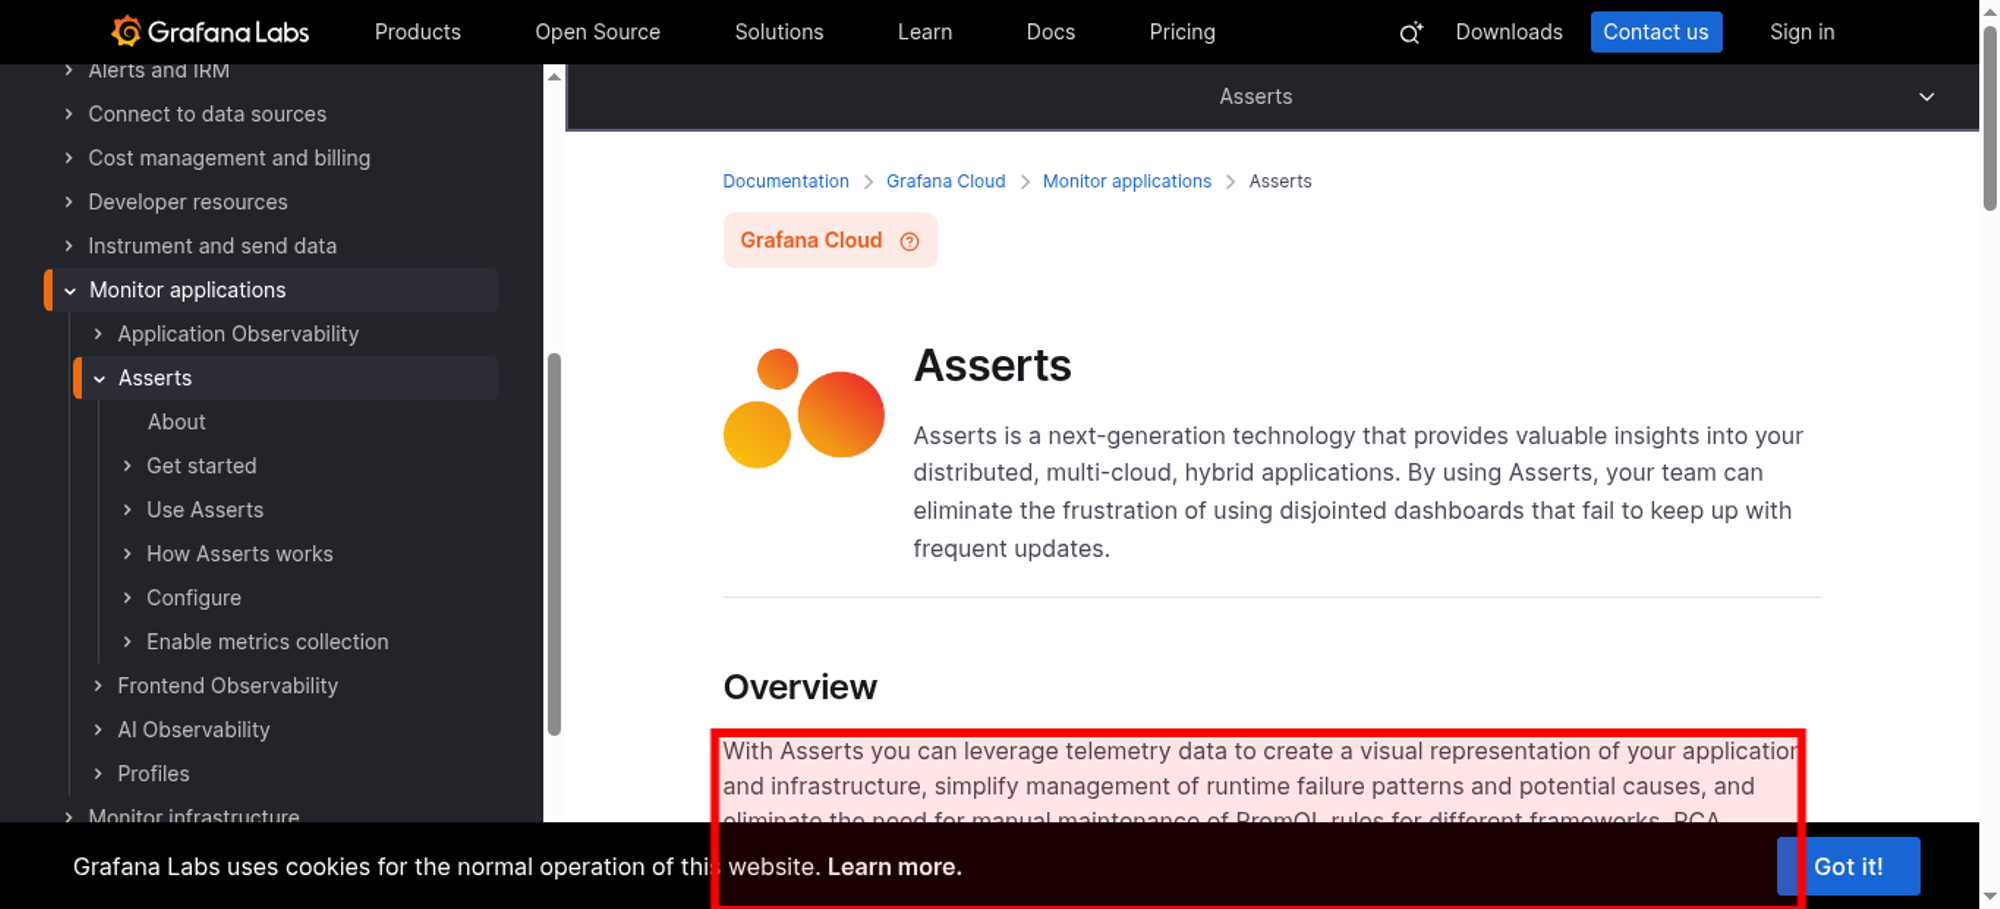 Grafana Labs
Products
Open Source
Solutions
Learn
Docs
Pricing
Downloads
Contact us
Sign in
Alerts and IRM
Connect to data sources
Cost management and billing
Developer resources
Instrument and send data
Monitor applications
Application Observability
Asserts
About
Get started
Use Asserts
How Asserts works
Configure
Enable metrics collection
Frontend Observability
AI Observability
Profiles
Monitor infrastructure
Asserts
Documentation > Grafana Cloud > Monitor applications > Asserts
Grafana Cloud
Asserts
Asserts is a next-generation technology that provides valuable insights into your
distributed, multi-cloud, hybrid applications. By using Asserts, your team can
eliminate the frustration of using disjointed dashboards that fail to keep up with
frequent updates.
Overview
With Asserts you can leverage telemetry data to create a visual representation of your application
and infrastructure, simplify management of runtime failure patterns and potential causes, and
eliminate the need for manual maintenance of PromQL rules for different frameworks. RCA
Grafana Labs uses cookies for the normal operation of this website. Learn more.
Got it!